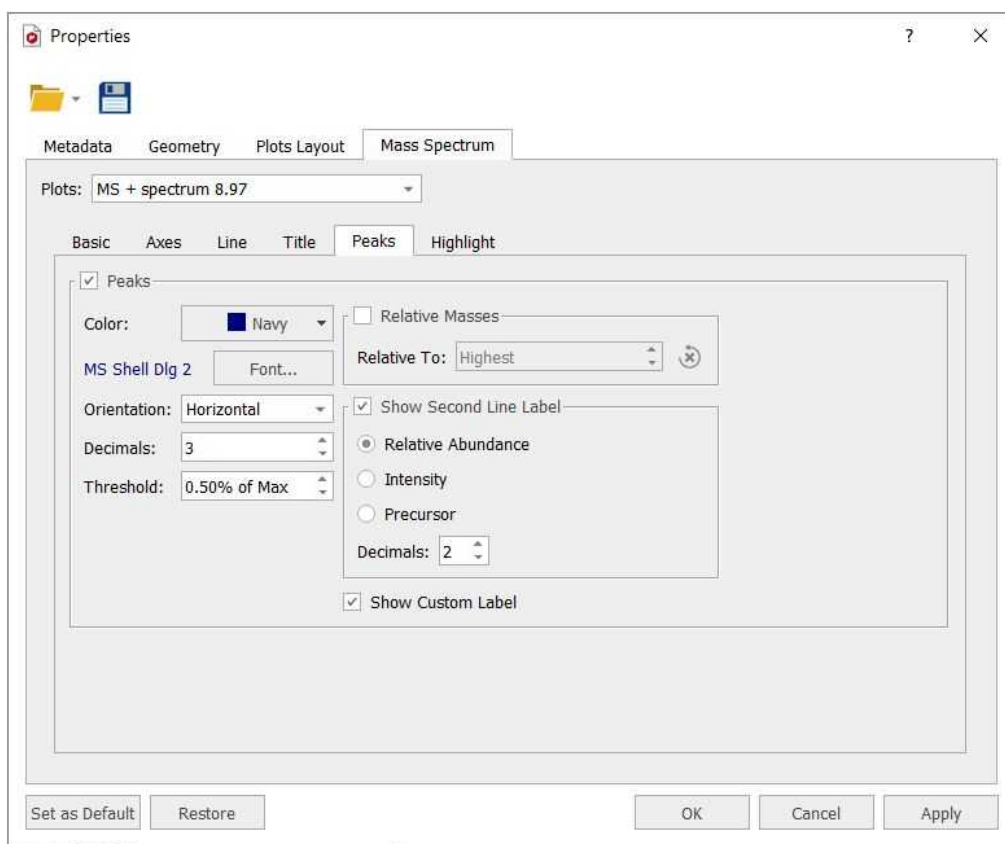 Properties ?
Metadata Geometry Plots Layout Mass Spectrum
Plots: MS + spectrum 8.97
Basic Axes Line Title Peaks Highlight
Peaks
Color: Navy
MS Shell Dlg 2 Font...
Orientation: Horizontal
Decimals: 3
Threshold: 0.50% of Max
Relative Masses
Relative To: Highest
Show Second Line Label
Relative Abundance
Intensity
Precursor
Decimals: 2
Show Custom Label
Set as Default Restore OK Cancel Apply